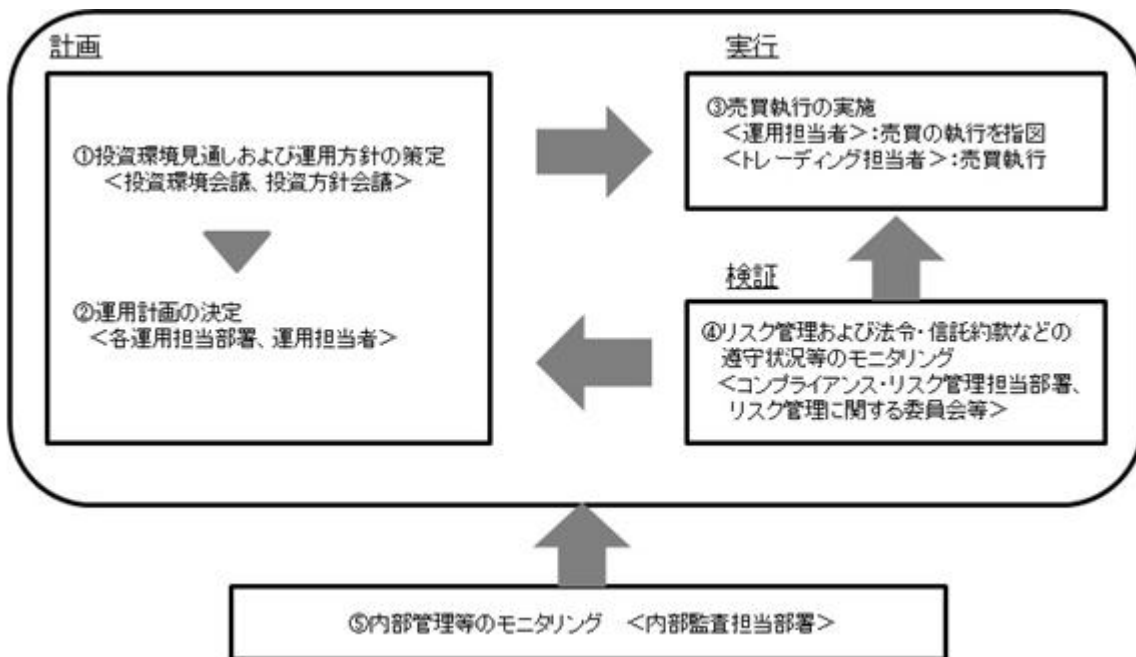 計画
①投資環境見通しおよび運用方針の策定
<投資環境会議、投資方針会議>
②運用計画の決定
<各運用担当部署、運用担当者>
実行
③売買執行の実施
<運用担当者>:売買の執行を指図
<トレーディング担当者>:売買執行
検証
④リスク管理および法令・信託約款などの
遵守状況等のモニタリング
<コンプライアンス・リスク管理担当部署、
リスク管理に関する委員会等>
⑤内部管理等のモニタリング <内部監査担当部署>